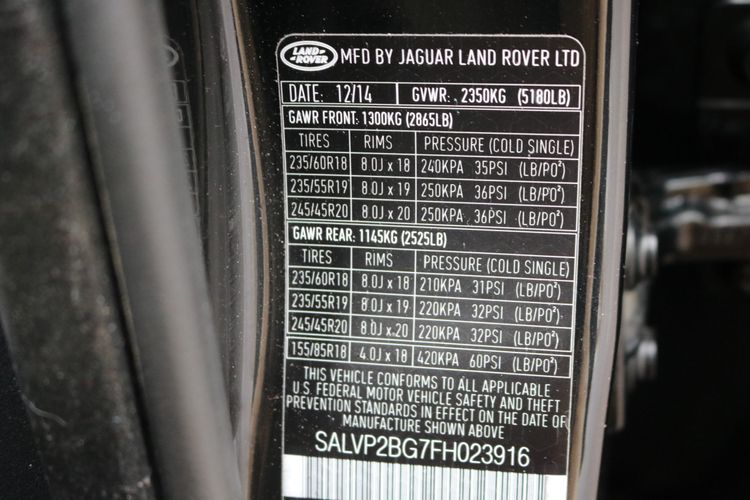 LAND ROVER MFD BY JAGUAR LAND ROVER LTD
DATE: 12/14 GVWR: 2350KG (5180LB)
GAWR FRONT: 1300KG (2865LB)
TIRES RIMS PRESSURE (COLD SINGLE)
235/60R18 8.0J x 18 240KPA 35PSI (LB/PO²)
235/55R19 8.0J x 19 250KPA 36PSI (LB/PO²)
245/45R20 8.0J x 20 250KPA 36PSI (LB/PO²)
GAWR REAR: 1145KG (2525LB)
TIRES RIMS PRESSURE (COLD SINGLE)
235/60R18 8.0J x 18 210KPA 31PSI (LB/PO²)
235/55R19 8.0J x 19 220KPA 32PSI (LB/PO²)
245/45R20 8.0J x 20 220KPA 32PSI (LB/PO²)
155/85R18 4.0J x 18 420KPA 60PSI (LB/PO²)
THIS VEHICLE CONFORMS TO ALL APPLICABLE
U.S. FEDERAL MOTOR VEHICLE SAFETY AND THEFT
PREVENTION STANDARDS IN EFFECT ON THE DATE OF
MANUFACTURE SHOWN ABOVE
SALVP2BG7FH023916